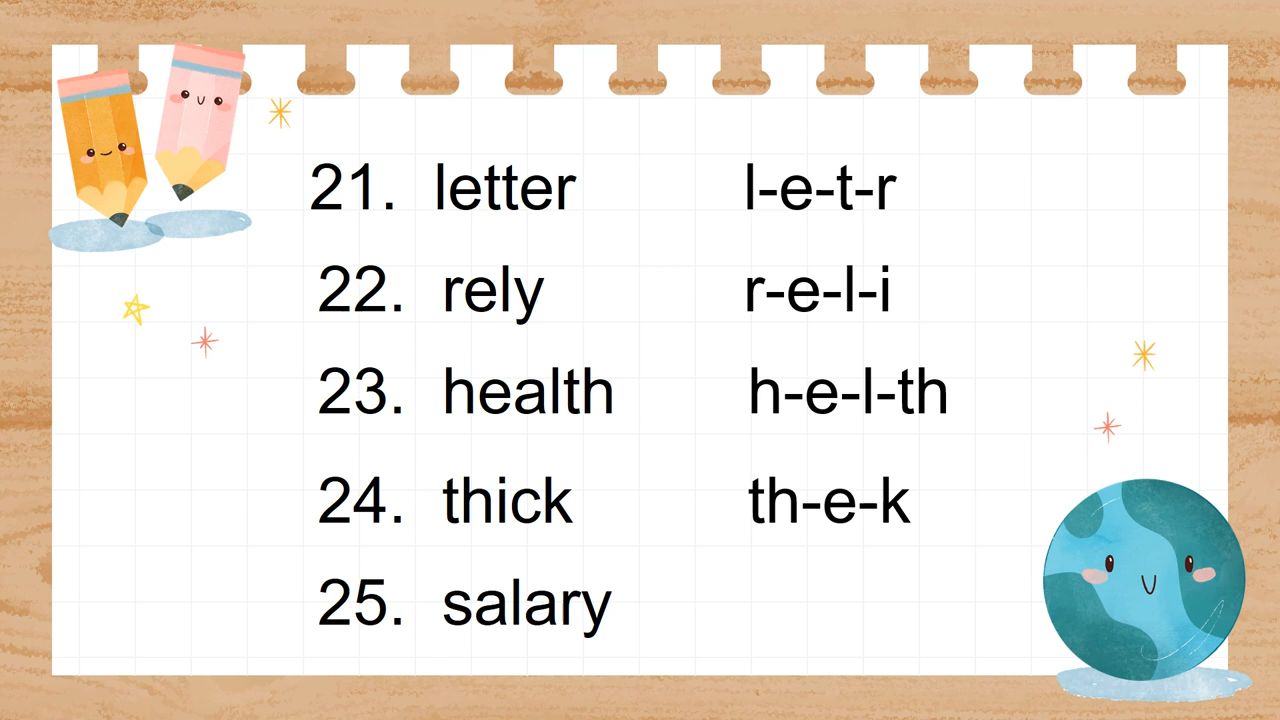 21. letter l-e-t-r
22. rely r-e-l-i
23. health h-e-l-th
24. thick th-e-k
25. salary